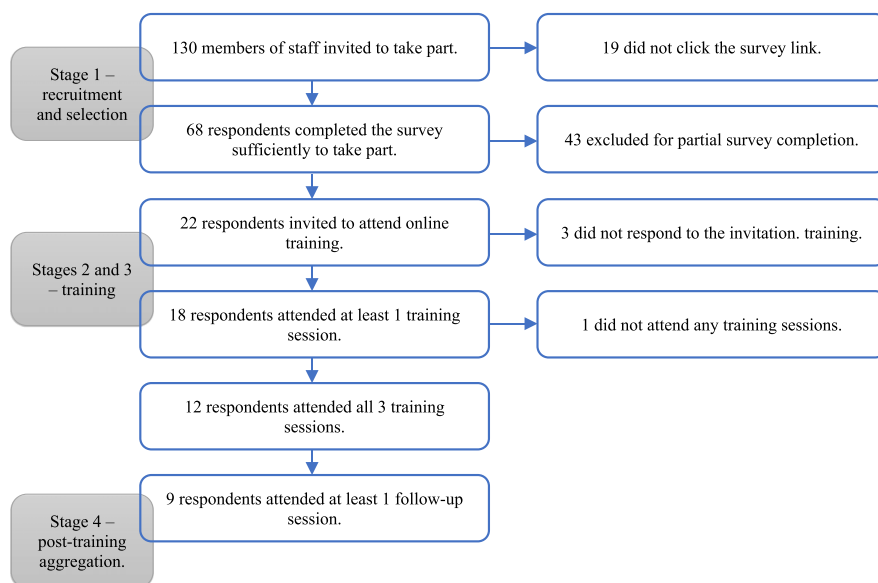 130 members of staff invited to take part.
19 did not click the survey link.
Stage 1 –
recruitment
and selection
68 respondents completed the survey
sufficiently to take part.
43 excluded for partial survey completion.
22 respondents invited to attend online
training.
3 did not respond to the invitation. training.
Stages 2 and 3
– training
18 respondents attended at least 1 training
session.
1 did not attend any training sessions.
12 respondents attended all 3 training
sessions.
9 respondents attended at least 1 follow-up
session.
Stage 4 –
post-training
aggregation.